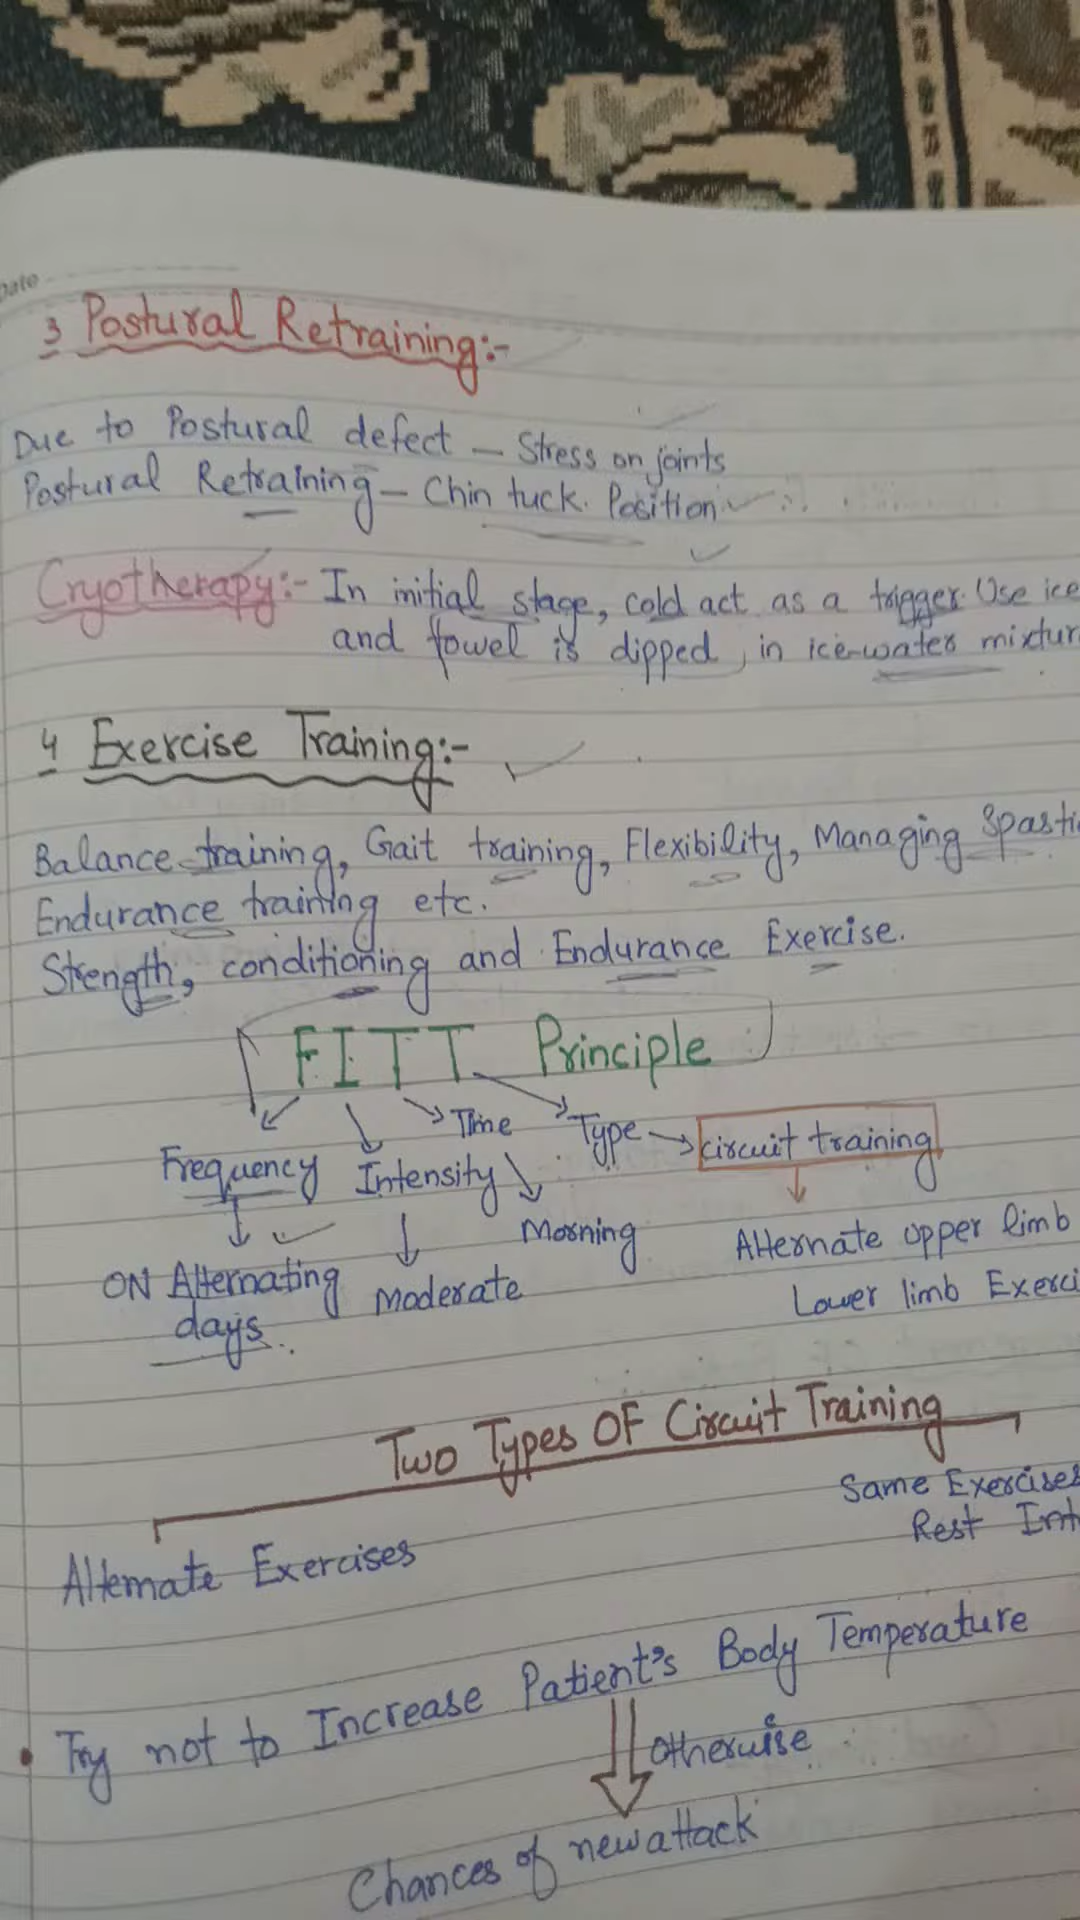 Date
3 Postural Retraining:-
Due to Postural defect — Stress on joints
Postural Retraining — Chin tuck. Position
Cryotherapy:- In initial stage, cold act as a trigger. Use ice
and towel is dipped in ice-water mixtur
4 Exercise Training:-
Balance training, Gait training, Flexibility, Managing Spasti
Endurance training etc.
Strength, conditioning and Endurance Exercise.
FITT Principle
Time
Type → circuit training
Frequency Intensity
Morning
Alternate upper limb
ON Alternating Moderate
Lower limb Exerci
days
Two Types OF Circuit Training
Same Exercises
Rest Int
Alternate Exercises
• Try not to Increase Patient's Body Temperature
Otherwise
Chances of new attack